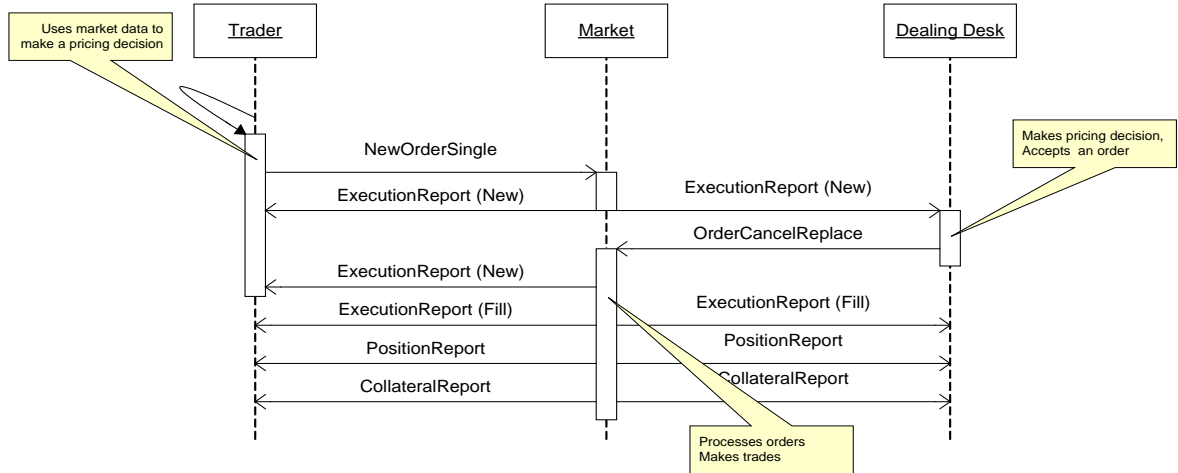 Uses market data to
make a pricing decision
Trader
Market
Dealing Desk
Makes pricing decision,
Accepts an order
NewOrderSingle
ExecutionReport (New)
ExecutionReport (New)
OrderCancelReplace
ExecutionReport (New)
ExecutionReport (Fill)
ExecutionReport (Fill)
PositionReport
PositionReport
CollateralReport
CollateralReport
Processes orders
Makes trades